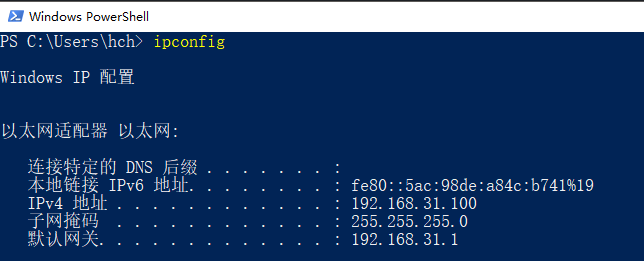 Windows PowerShell
PS C:\Users\hch> ipconfig
Windows IP 配置
以太网适配器 以太网:
连接特定的 DNS 后缀 . . . . . . . :
本地链接 IPv6 地址. . . . . . . . : fe80::5ac:98de:a84c:b741%19
IPv4 地址 . . . . . . . . . . . . : 192.168.31.100
子网掩码 . . . . . . . . . . . . : 255.255.255.0
默认网关. . . . . . . . . . . . . : 192.168.31.1